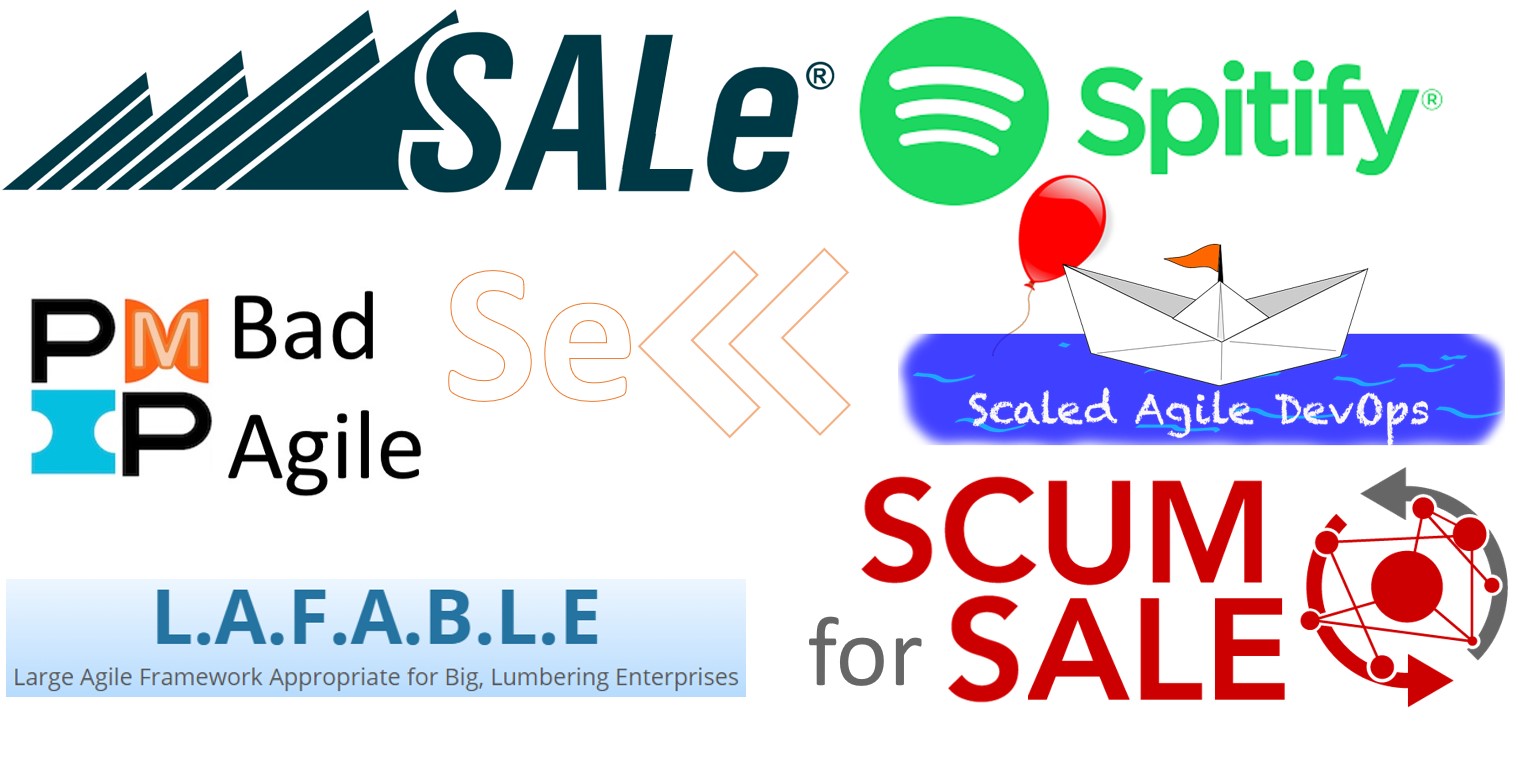 SALe®
Spitify®
PM Bad
IP Agile
Se
Scaled Agile DevOps
SCUM
for SALE
L.A.F.A.B.L.E
Large Agile Framework Appropriate for Big, Lumbering Enterprises